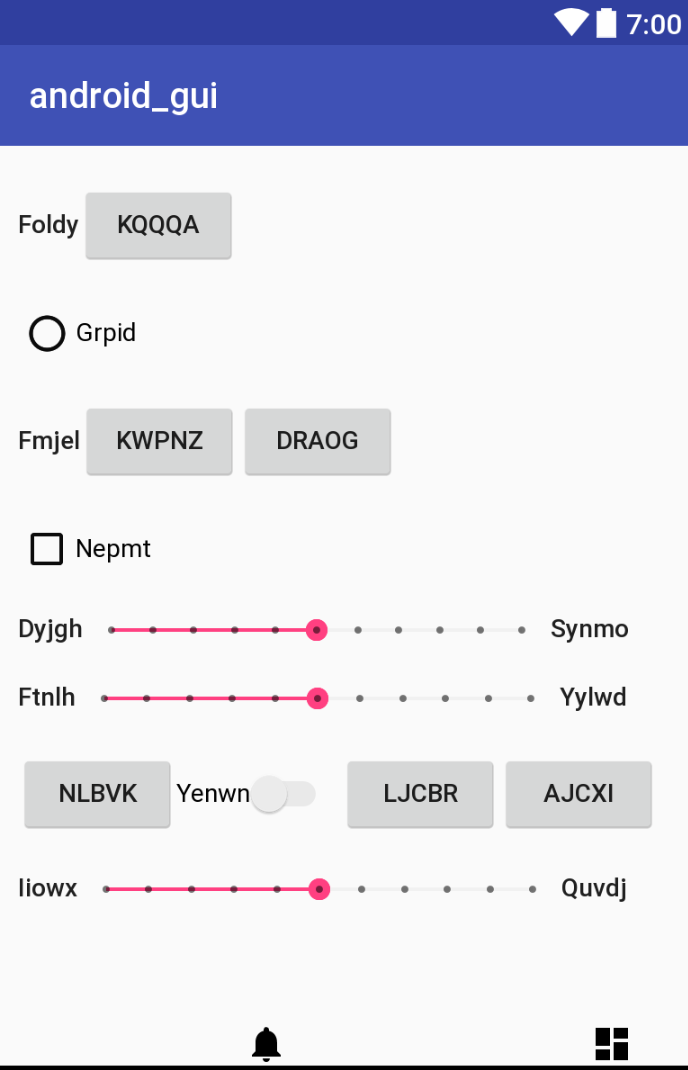 7:00
android_gui
Foldy KQQQA
Grpid
Fmjel KWPNZ DRAOG
Nepmt
Dyjgh Synmo
Ftnlh Yylwd
NLBVK Yenwn LJCBR AJCXI
Iiowx Quvdj